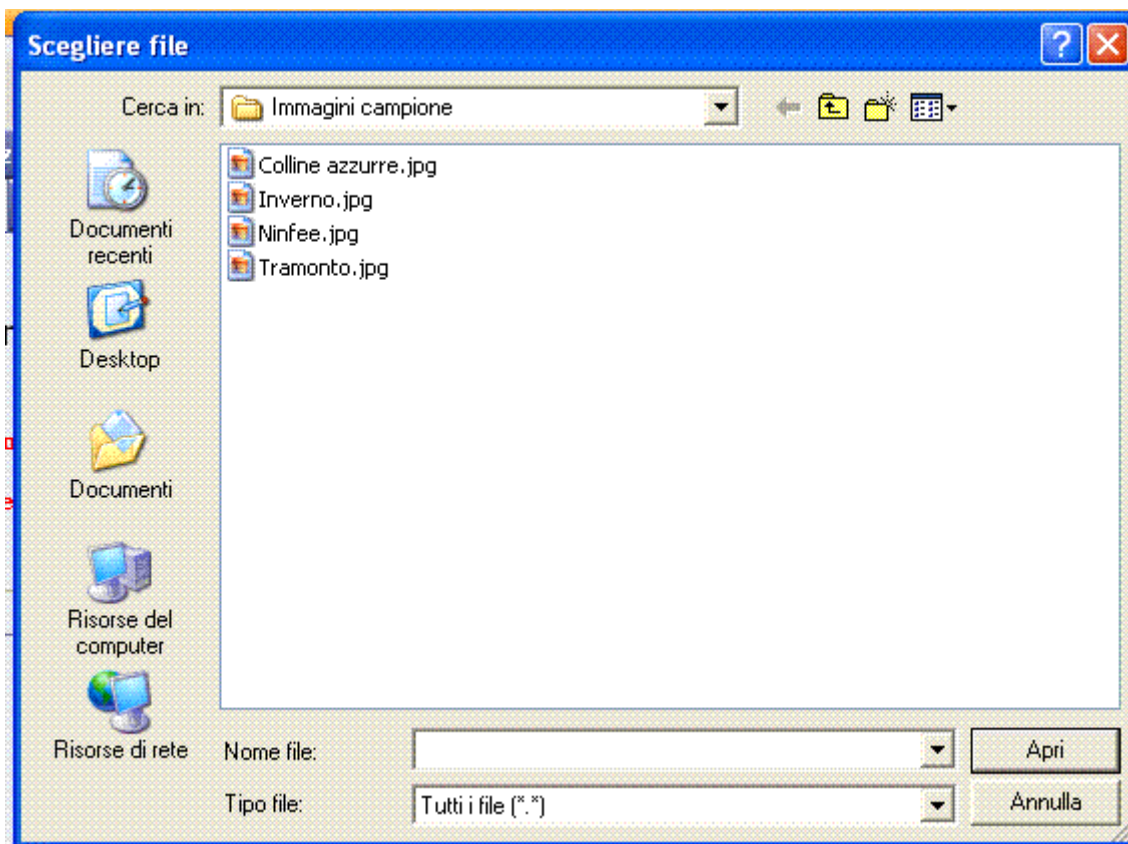 Scegliere file
Cerca in:
Immagini campione
Colline azzurre.jpg
Inverno.jpg
Ninfee.jpg
Tramonto.jpg
Documenti
recenti
Desktop
Documenti
Risorse del
computer
Risorse di rete
Nome file:
Apri
Tipo file:
Tutti i file (*.*)
Annulla